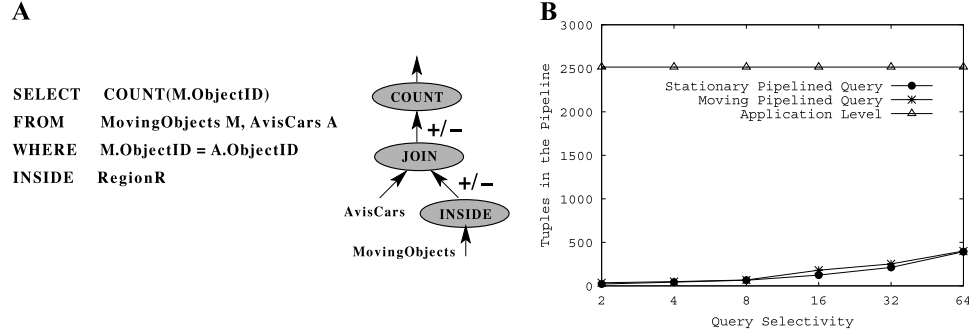 A
SELECT COUNT(M.ObjectID)
FROM MovingObjects M, AvisCars A
WHERE M.ObjectID = A.ObjectID
INSIDE RegionR
COUNT
+/−
JOIN
+/−
AvisCars
INSIDE
MovingObjects
B
Tuples in the Pipeline
3000
2500
2000
1500
1000
500
0
Stationary Pipelined Query
Moving Pipelined Query
Application Level
2 4 8 16 32 64
Query Selectivity